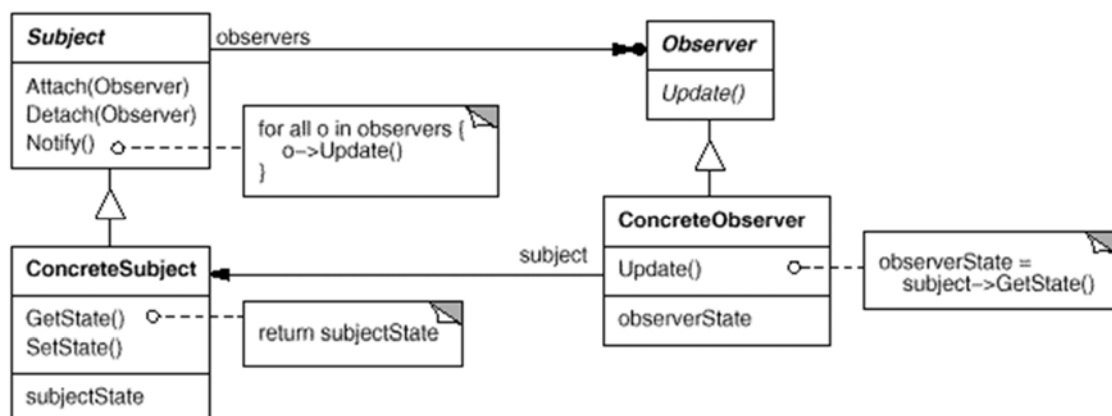 Subject
Attach(Observer)
Detach(Observer)
Notify()
observers
for all o in observers {
o->Update()
}
Observer
Update()
ConcreteSubject
GetState()
SetState()
subjectState
return subjectState
subject
ConcreteObserver
Update()
observerState
observerState =
subject->GetState()